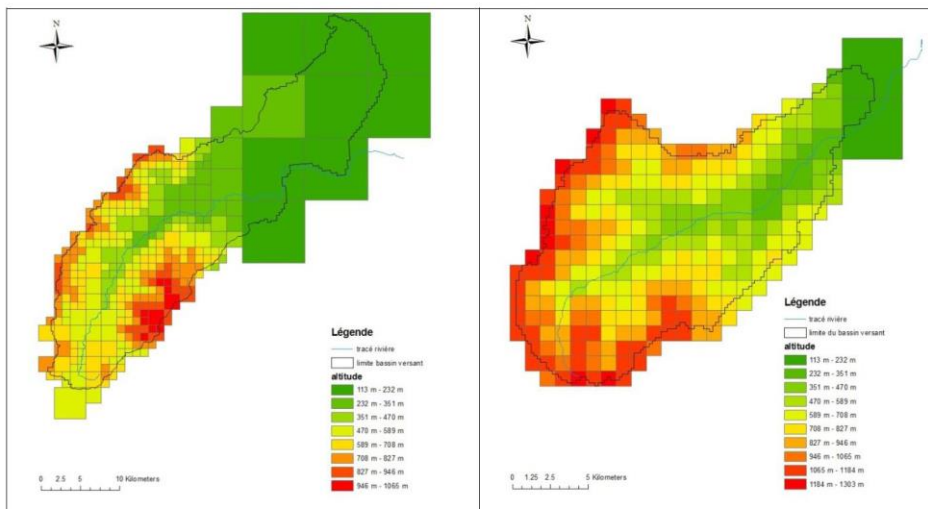 N
Légende
tracé rivière
limite bassin versant
altitude
113 m - 232 m
232 m - 351 m
351 m - 470 m
470 m - 589 m
589 m - 708 m
708 m - 827 m
827 m - 946 m
946 m - 1065 m
0 2.5 5 10 Kilometers
N
Légende
tracé rivière
limite du bassin versant
altitude
113 m - 232 m
232 m - 351 m
351 m - 470 m
470 m - 589 m
589 m - 708 m
708 m - 827 m
827 m - 946 m
946 m - 1065 m
1065 m - 1184 m
1184 m - 1303 m
0 1.25 2.5 5 Kilometers